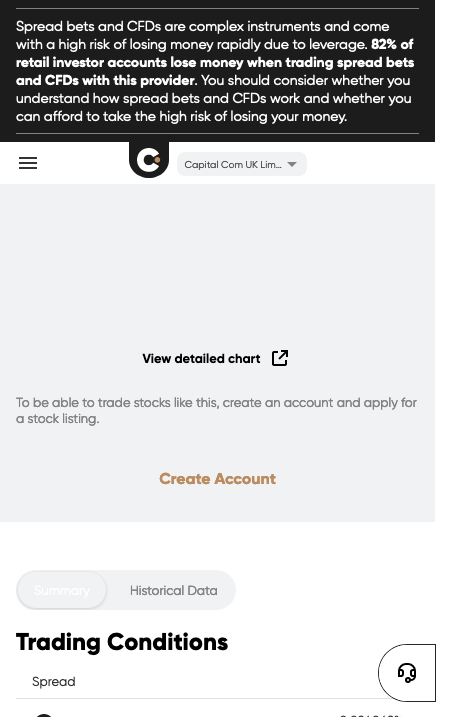 Spread bets and CFDs are complex instruments and come
with a high risk of losing money rapidly due to leverage. 82% of
retail investor accounts lose money when trading spread bets
and CFDs with this provider. You should consider whether you
understand how spread bets and CFDs work and whether you
can afford to take the high risk of losing your money.
Capital Com UK Lim...
View detailed chart
To be able to trade stocks like this, create an account and apply for
a stock listing.
Create Account
Summary
Historical Data
Trading Conditions
Spread